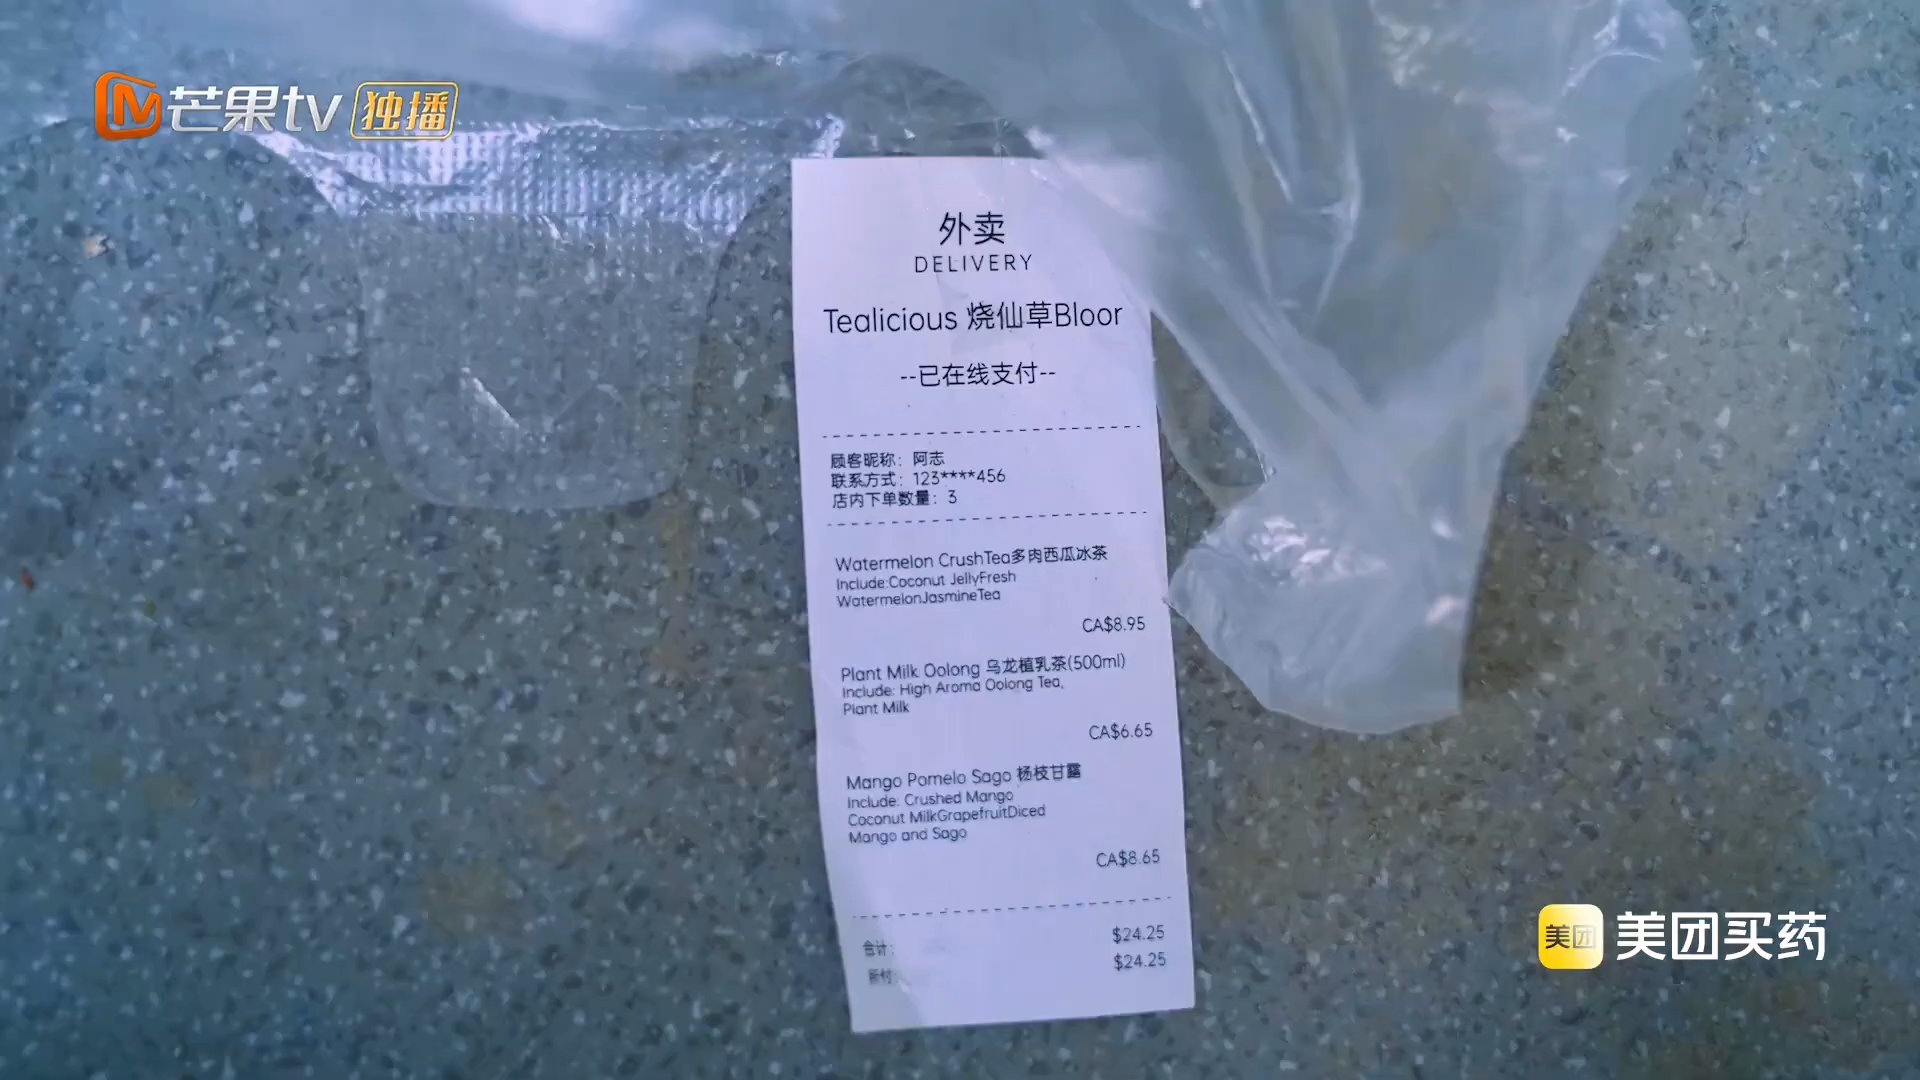 芒果tv 独播
外卖
DELIVERY
Tealicious 烧仙草Bloor
--已在线支付--
顾客昵称：阿志
联系方式：123****456
店内下单数量：3
Watermelon CrushTea多肉西瓜冰茶
Include:Coconut JellyFresh
WatermelonJasmineTea
CA$8.95
Plant Milk Oolong 乌龙植乳茶(500ml)
Include: High Aroma Oolong Tea,
Plant Milk
CA$6.65
Mango Pomelo Sago 杨枝甘露
Include: Crushed Mango
Coconut MilkGrapefruitDiced
Mango and Sago
CA$8.65
合计： $24.25
$24.25
美团 美团买药